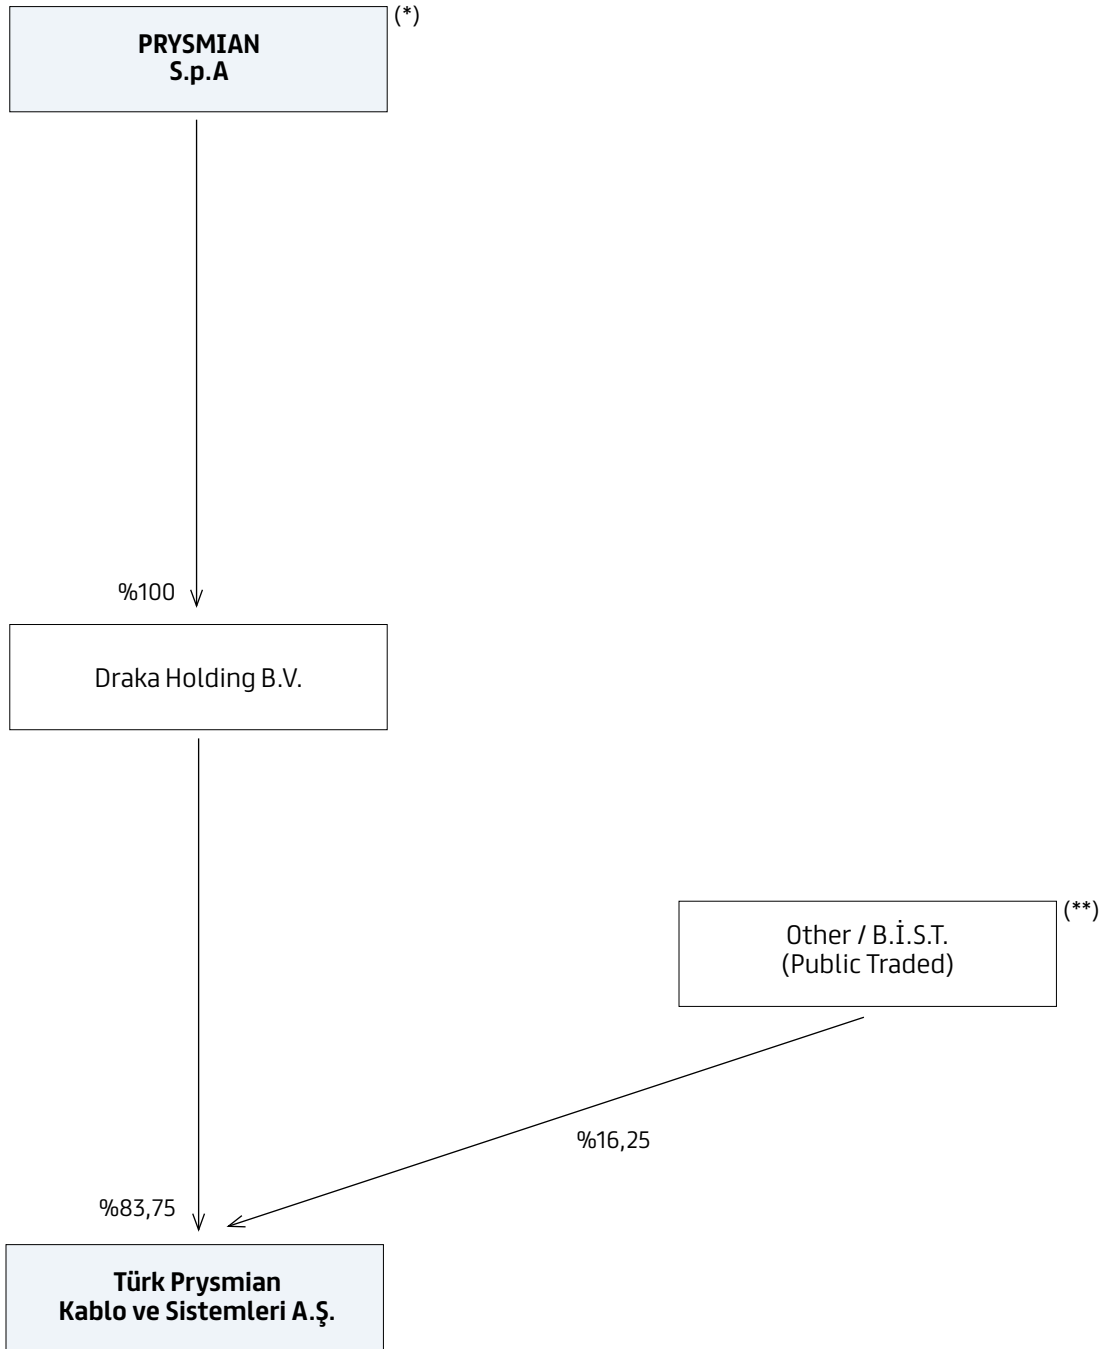 (*)
PRYSMIAN
S.p.A
%100
Draka Holding B.V.
(**)
Other / B.İ.S.T.
(Public Traded)
%16,25
%83,75
Türk Prysmian
Kablo ve Sistemleri A.Ş.